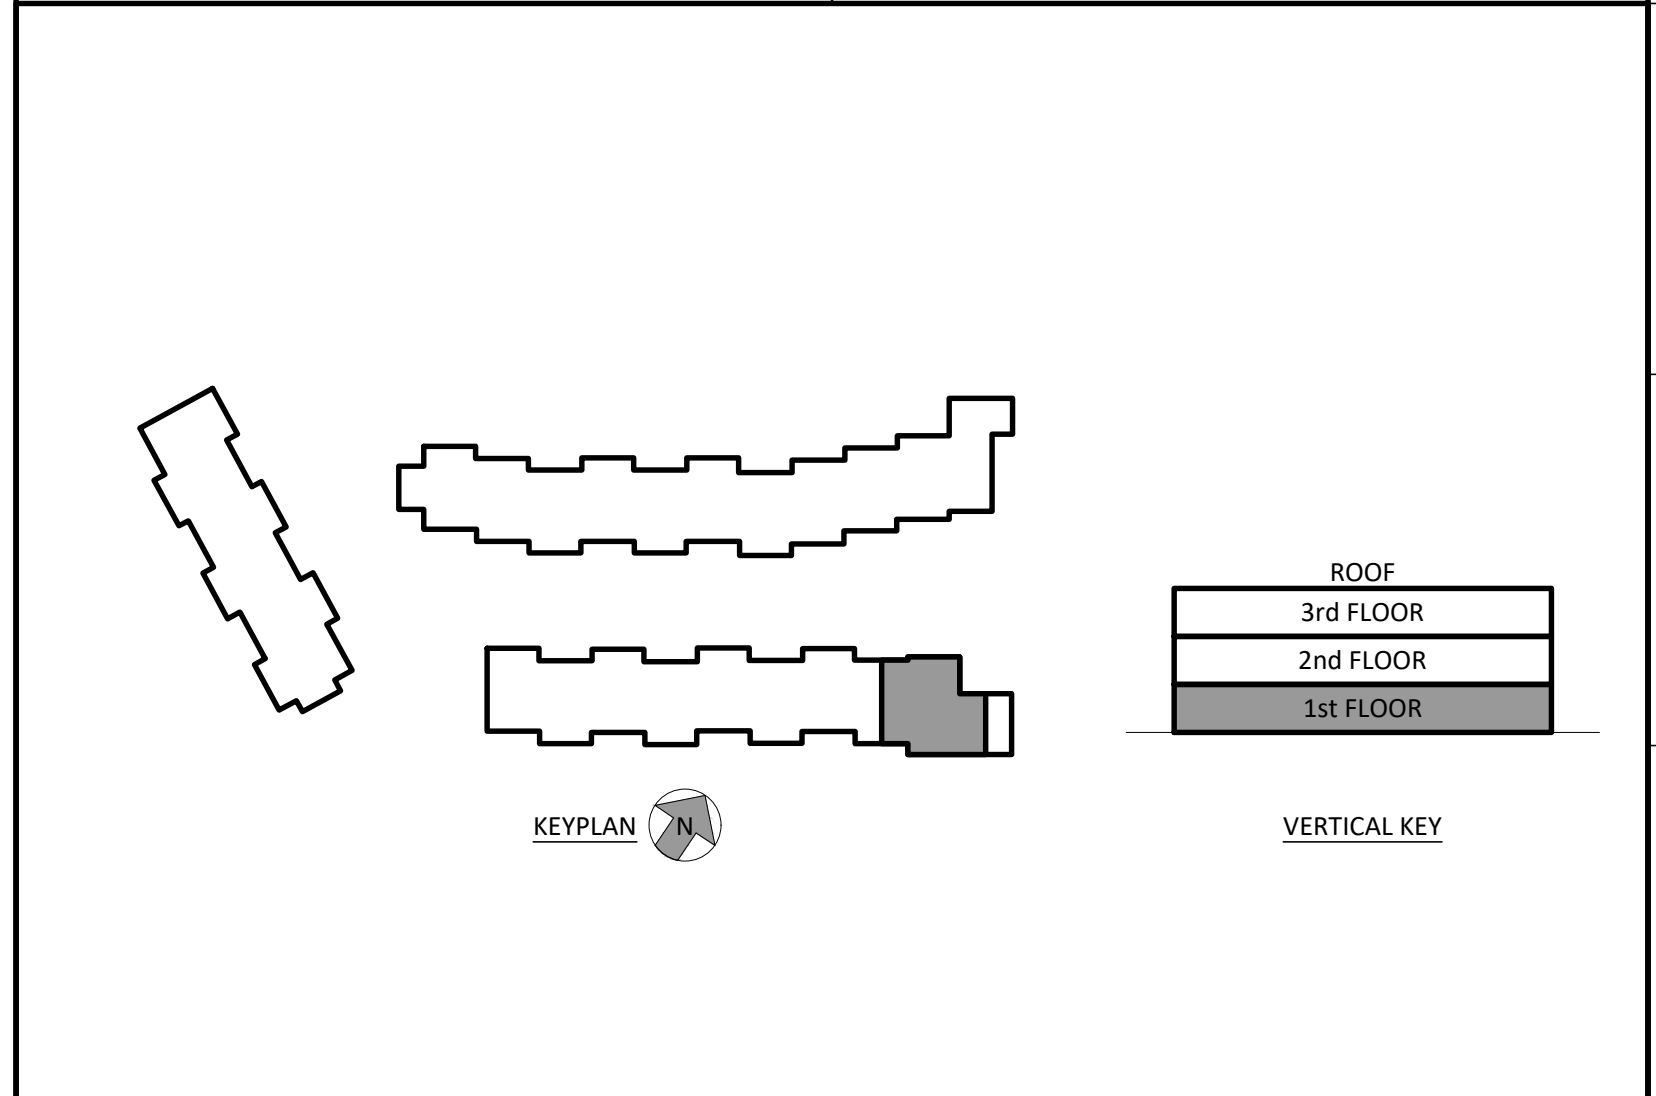 ROOF
3rd FLOOR
2nd FLOOR
1st FLOOR
KEYPLAN N
VERTICAL KEY